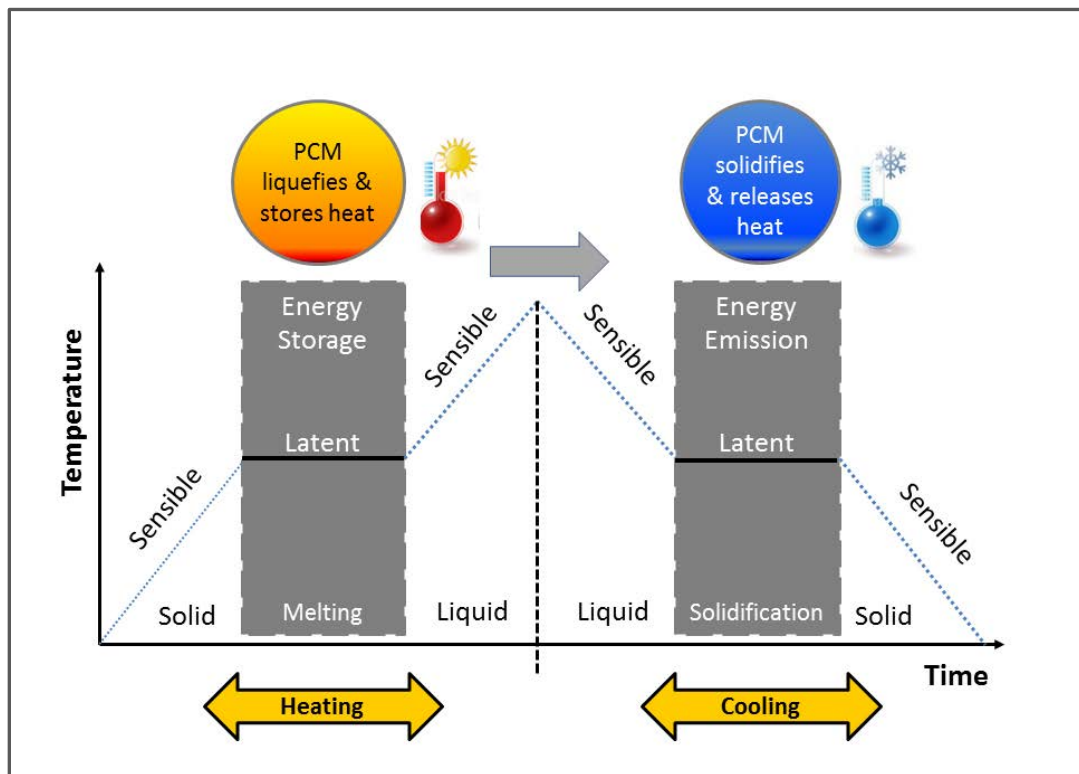 PCM
liquefies &
stores heat
PCM
solidifies
& releases
heat
Temperature
Energy
Storage
Energy
Emission
Sensible
Sensible
Sensible
Sensible
Latent
Latent
Solid
Melting
Liquid
Liquid
Solidification
Solid
Time
Heating
Cooling